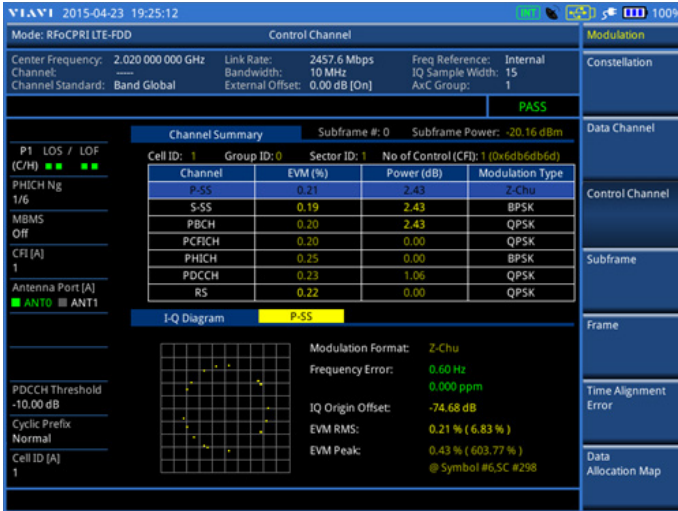 VIAVI 2015-04-23 19:25:12 INT 100%
Mode: RFoCPRI LTE-FDD Control Channel Modulation
Center Frequency: 2.020 000 000 GHz Link Rate: 2457.6 Mbps Freq Reference: Internal
Channel: ----- Bandwidth: 10 MHz IQ Sample Width: 15
Channel Standard: Band Global External Offset: 0.00 dB [On] AxC Group: 1
PASS
Constellation
Data Channel
Control Channel
Subframe
Frame
Time Alignment
Error
Data
Allocation Map
P1 LOS / LOF
(C/H)
PHICH Ng
1/6
MBMS
Off
CFI [A]
1
Antenna Port [A]
ANT0 ANT1
PDCCH Threshold
-10.00 dB
Cyclic Prefix
Normal
Cell ID [A]
1
Channel Summary Subframe #: 0 Subframe Power: -20.16 dBm
Cell ID: 1 Group ID: 0 Sector ID: 1 No of Control (CFI): 1 (0x6db6db6d)
Channel EVM (%) Power (dB) Modulation Type
P-SS 0.21 2.43 Z-Chu
S-SS 0.19 2.43 BPSK
PBCH 0.20 2.43 QPSK
PCFICH 0.20 0.00 QPSK
PHICH 0.25 0.00 BPSK
PDCCH 0.23 1.06 QPSK
RS 0.22 0.00 QPSK
I-Q Diagram P-SS
Modulation Format: Z-Chu
Frequency Error: 0.60 Hz
0.000 ppm
IQ Origin Offset: -74.68 dB
EVM RMS: 0.21 % ( 6.83 % )
EVM Peak: 0.43 % ( 603.77 % )
@ Symbol #6,SC #298